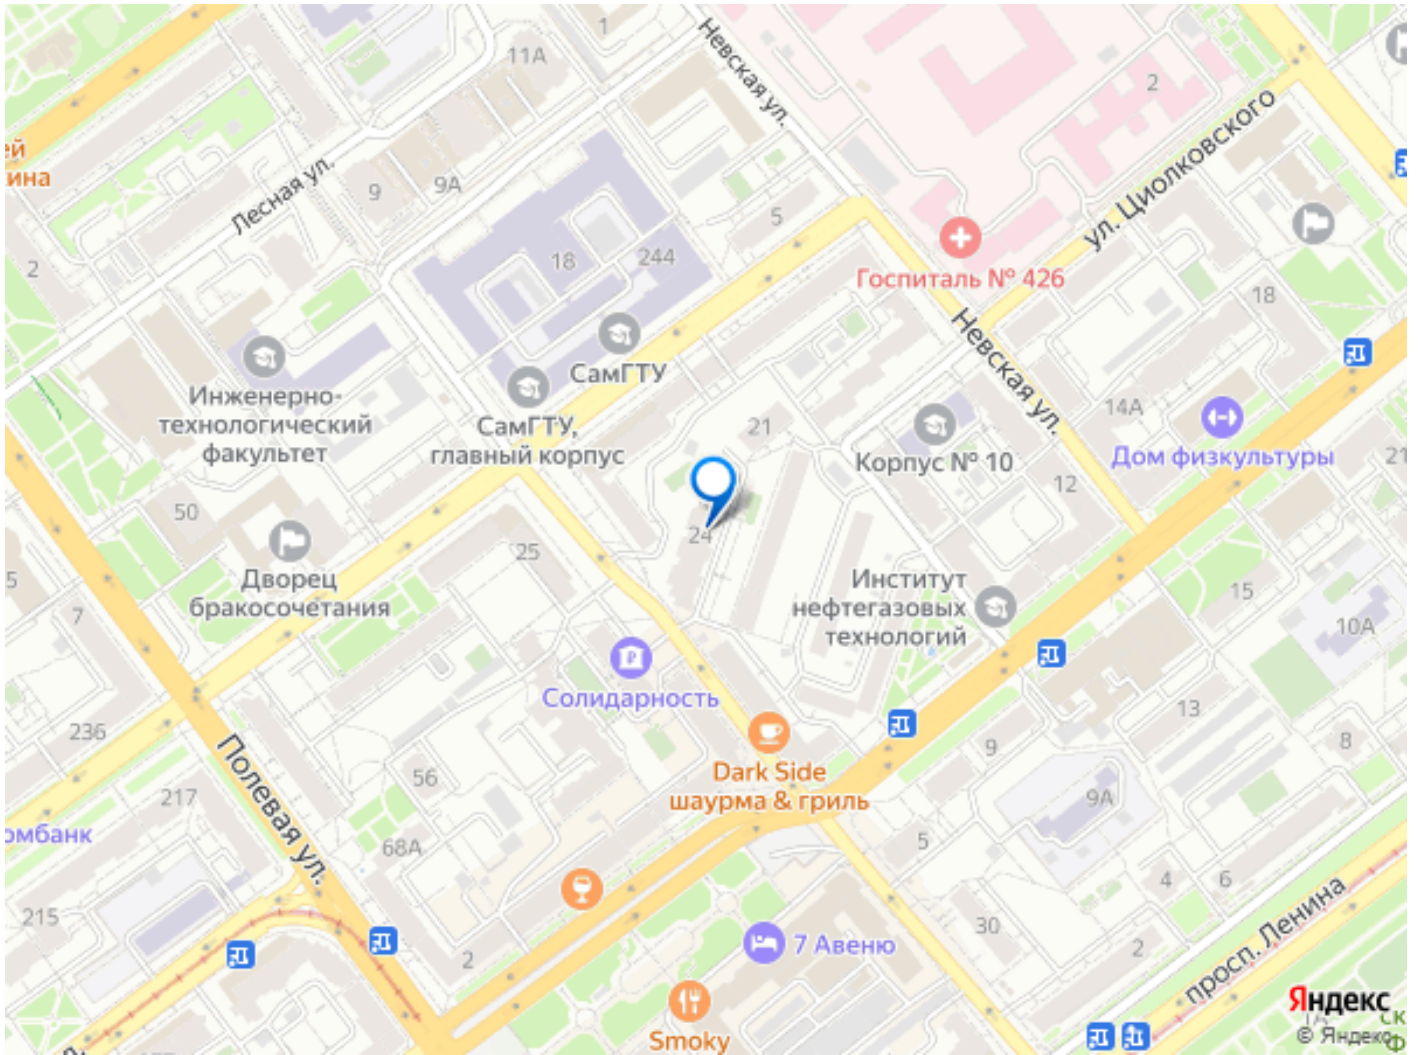 Невская ул.
11А
1
2
ул. Циолковского
ей
ина
Лесная ул.
9
9А
5
18
244
2
Госпиталь № 426
18
Невская ул.
СамГТУ
Инженерно-
технологический
факультет
СамГТУ,
главный корпус
21
Корпус № 10
14А
Дом физкультуры
21
12
50
24
25
Дворец
бракосочетания
5
7
Институт
нефтегазовых
технологий
15
10А
Солидарность
236
Полевая ул.
56
217
омбанк
68А
Dark Side
шаурма & гриль
13
9
8
9А
5
4
6
215
2
7 Авеню
30
2
просп. Ленина
Smoky
Яндекс
© Яндекс
ск